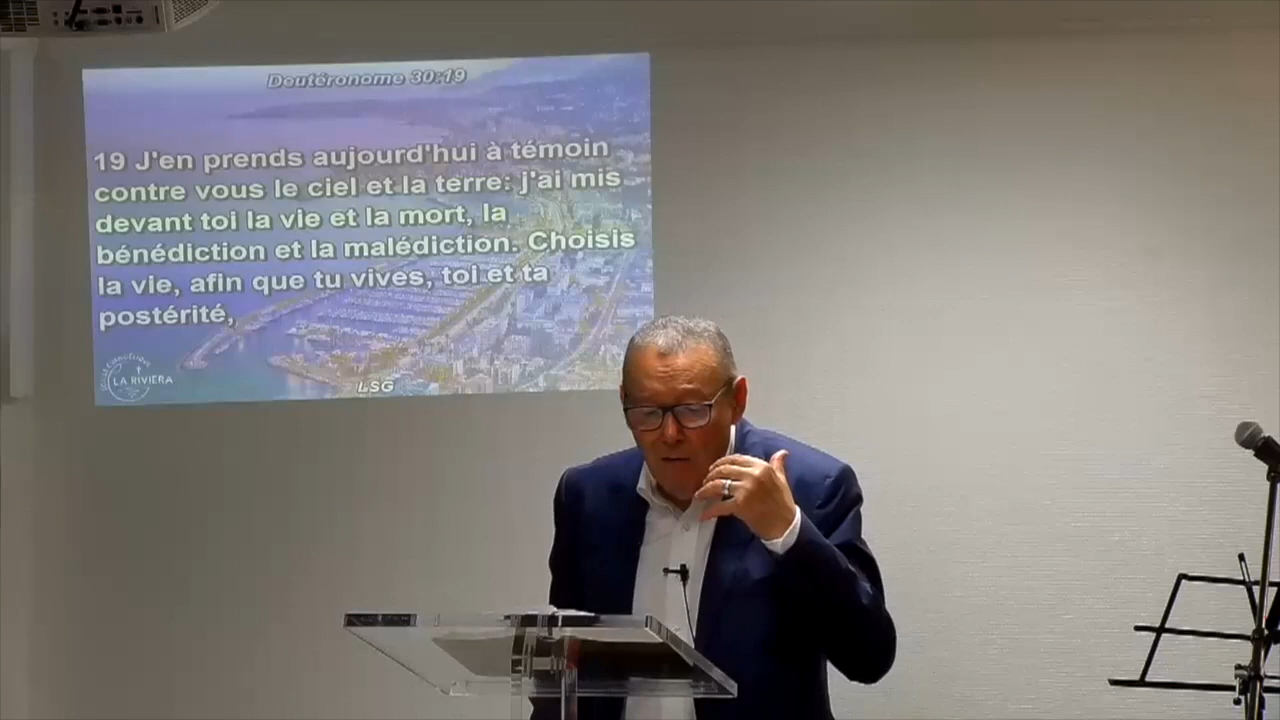 Deutéronome 30:19
19 J'en prends aujourd'hui à témoin
contre vous le ciel et la terre: j'ai mis
devant toi la vie et la mort, la
bénédiction et la malédiction. Choisis
la vie, afin que tu vives, toi et ta
postérité,
LA RIVIERA
LSG